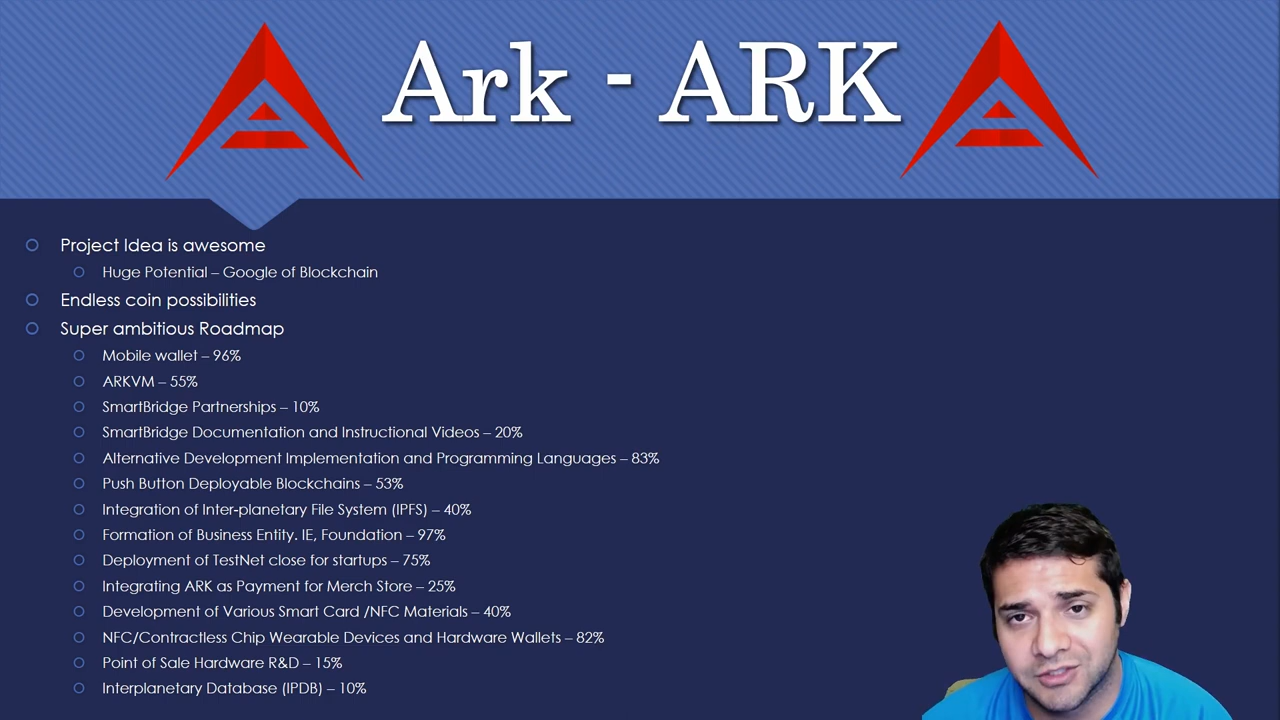 Ark - ARK
Project Idea is awesome
Huge Potential – Google of Blockchain
Endless coin possibilities
Super ambitious Roadmap
Mobile wallet – 96%
ARKVM – 55%
SmartBridge Partnerships – 10%
SmartBridge Documentation and Instructional Videos – 20%
Alternative Development Implementation and Programming Languages – 83%
Push Button Deployable Blockchains – 53%
Integration of Inter-planetary File System (IPFS) – 40%
Formation of Business Entity. IE, Foundation – 97%
Deployment of TestNet close for startups – 75%
Integrating ARK as Payment for Merch Store – 25%
Development of Various Smart Card /NFC Materials – 40%
NFC/Contractless Chip Wearable Devices and Hardware Wallets – 82%
Point of Sale Hardware R&D – 15%
Interplanetary Database (IPDB) – 10%